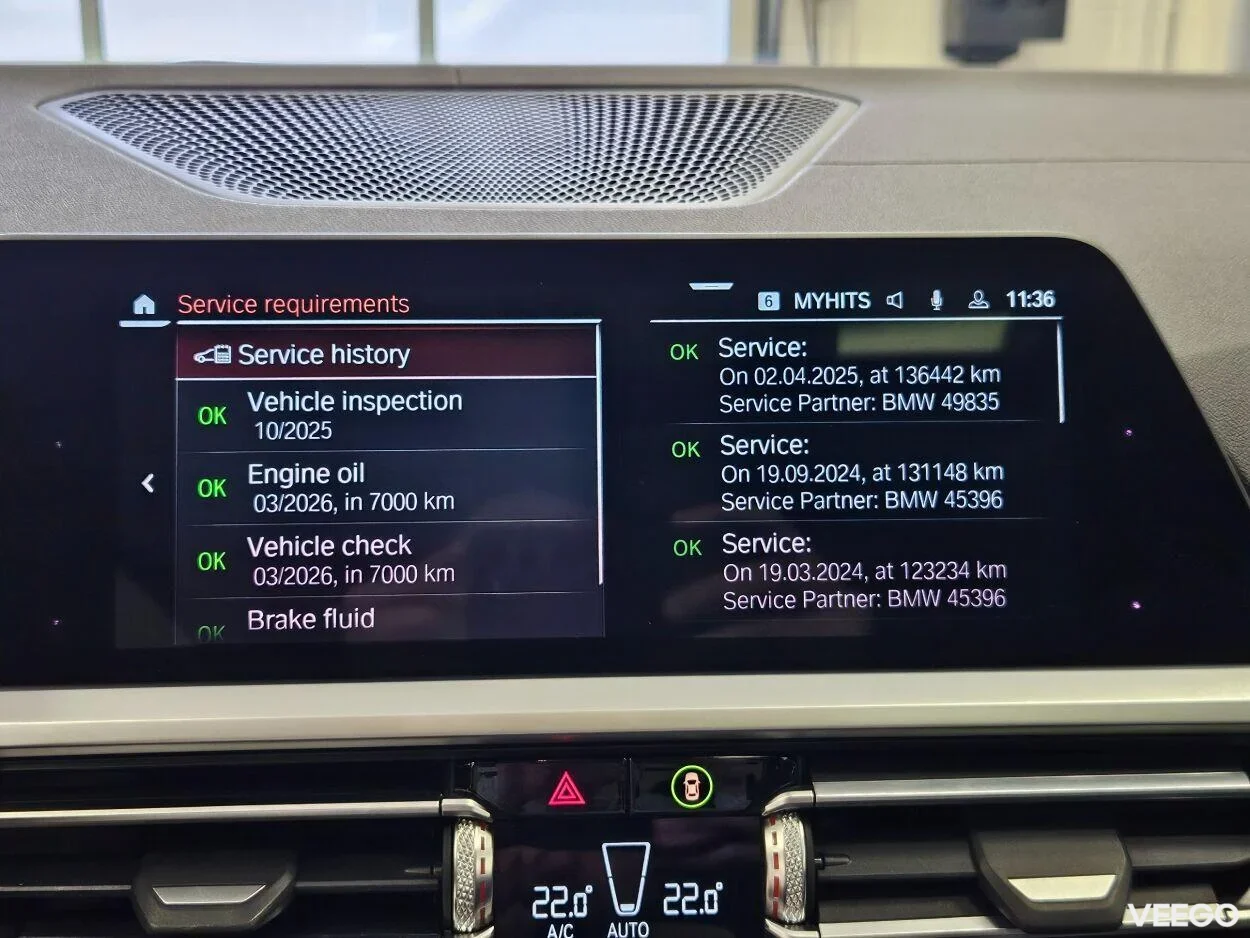 Service requirements
6 MYHITS 11:36
Service history
OK Vehicle inspection
10/2025
OK Engine oil
03/2026, in 7000 km
OK Vehicle check
03/2026, in 7000 km
OK Brake fluid
OK Service:
On 02.04.2025, at 136442 km
Service Partner: BMW 49835
OK Service:
On 19.09.2024, at 131148 km
Service Partner: BMW 45396
OK Service:
On 19.03.2024, at 123234 km
Service Partner: BMW 45396
22.0° 22.0°
A/C AUTO
VEEGO